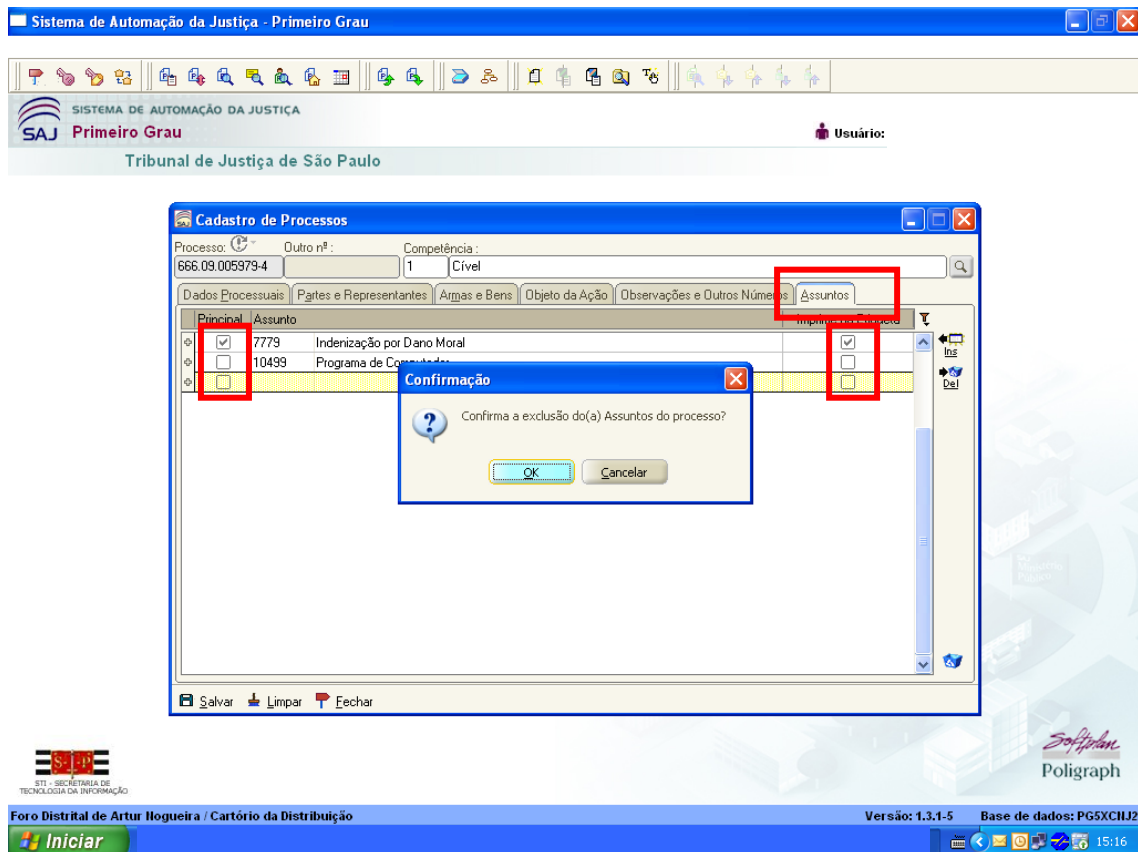 Sistema de Automação da Justiça - Primeiro Grau
SISTEMA DE AUTOMAÇÃO DA JUSTIÇA
SAJ Primeiro Grau
Usuário:
Tribunal de Justiça de São Paulo
Cadastro de Processos
Processo: Outro nº : Competência :
666.09.005979-4 1 Cível
Dados Processuais Partes e Representantes Armas e Bens Objeto da Ação Observações e Outros Números Assuntos
Principal Assunto Imprime na Etiqueta
7779 Indenização por Dano Moral
10499 Programa de Computador
Ins
Del
Confirmação
Confirma a exclusão do(a) Assuntos do processo?
OK Cancelar
Salvar Limpar Fechar
STI - SECRETARIA DE
TECNOLOGIA DA INFORMAÇÃO
Softplan
Poligraph
Foro Distrital de Artur Nogueira / Cartório da Distribuição Versão: 1.3.1-5 Base de dados: PG5XCNJ2
Iniciar 15:16